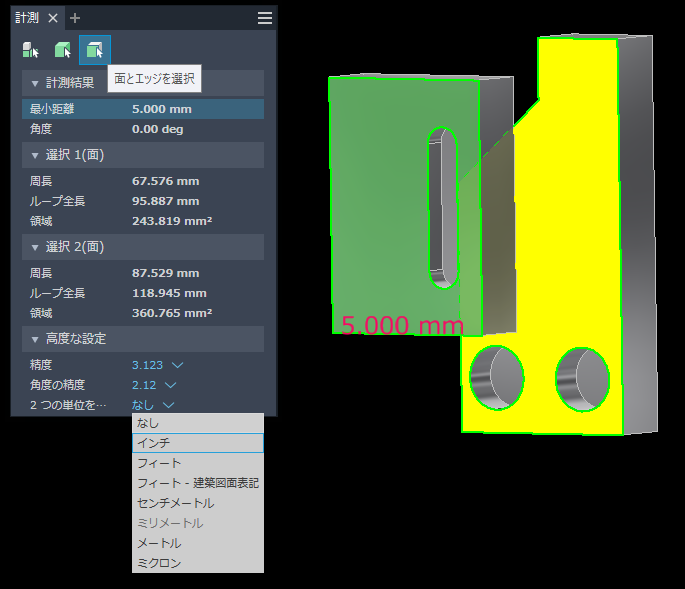 計測
面とエッジを選択
計測結果
最小距離 5.000 mm
角度 0.00 deg
選択 1(面)
周長 67.576 mm
ループ全長 95.887 mm
領域 243.819 mm²
選択 2(面)
周長 87.529 mm
ループ全長 118.945 mm
領域 360.765 mm²
高度な設定
精度 3.123
角度の精度 2.12
2 つの単位を… なし
なし
インチ
フィート
フィート - 建築図面表記
センチメートル
ミリメートル
メートル
ミクロン
5.000 mm